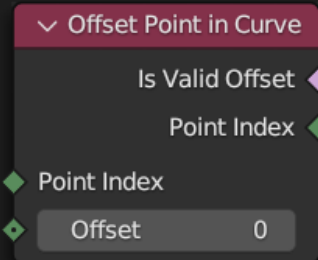 Offset Point in Curve
Is Valid Offset
Point Index
Point Index
Offset 0